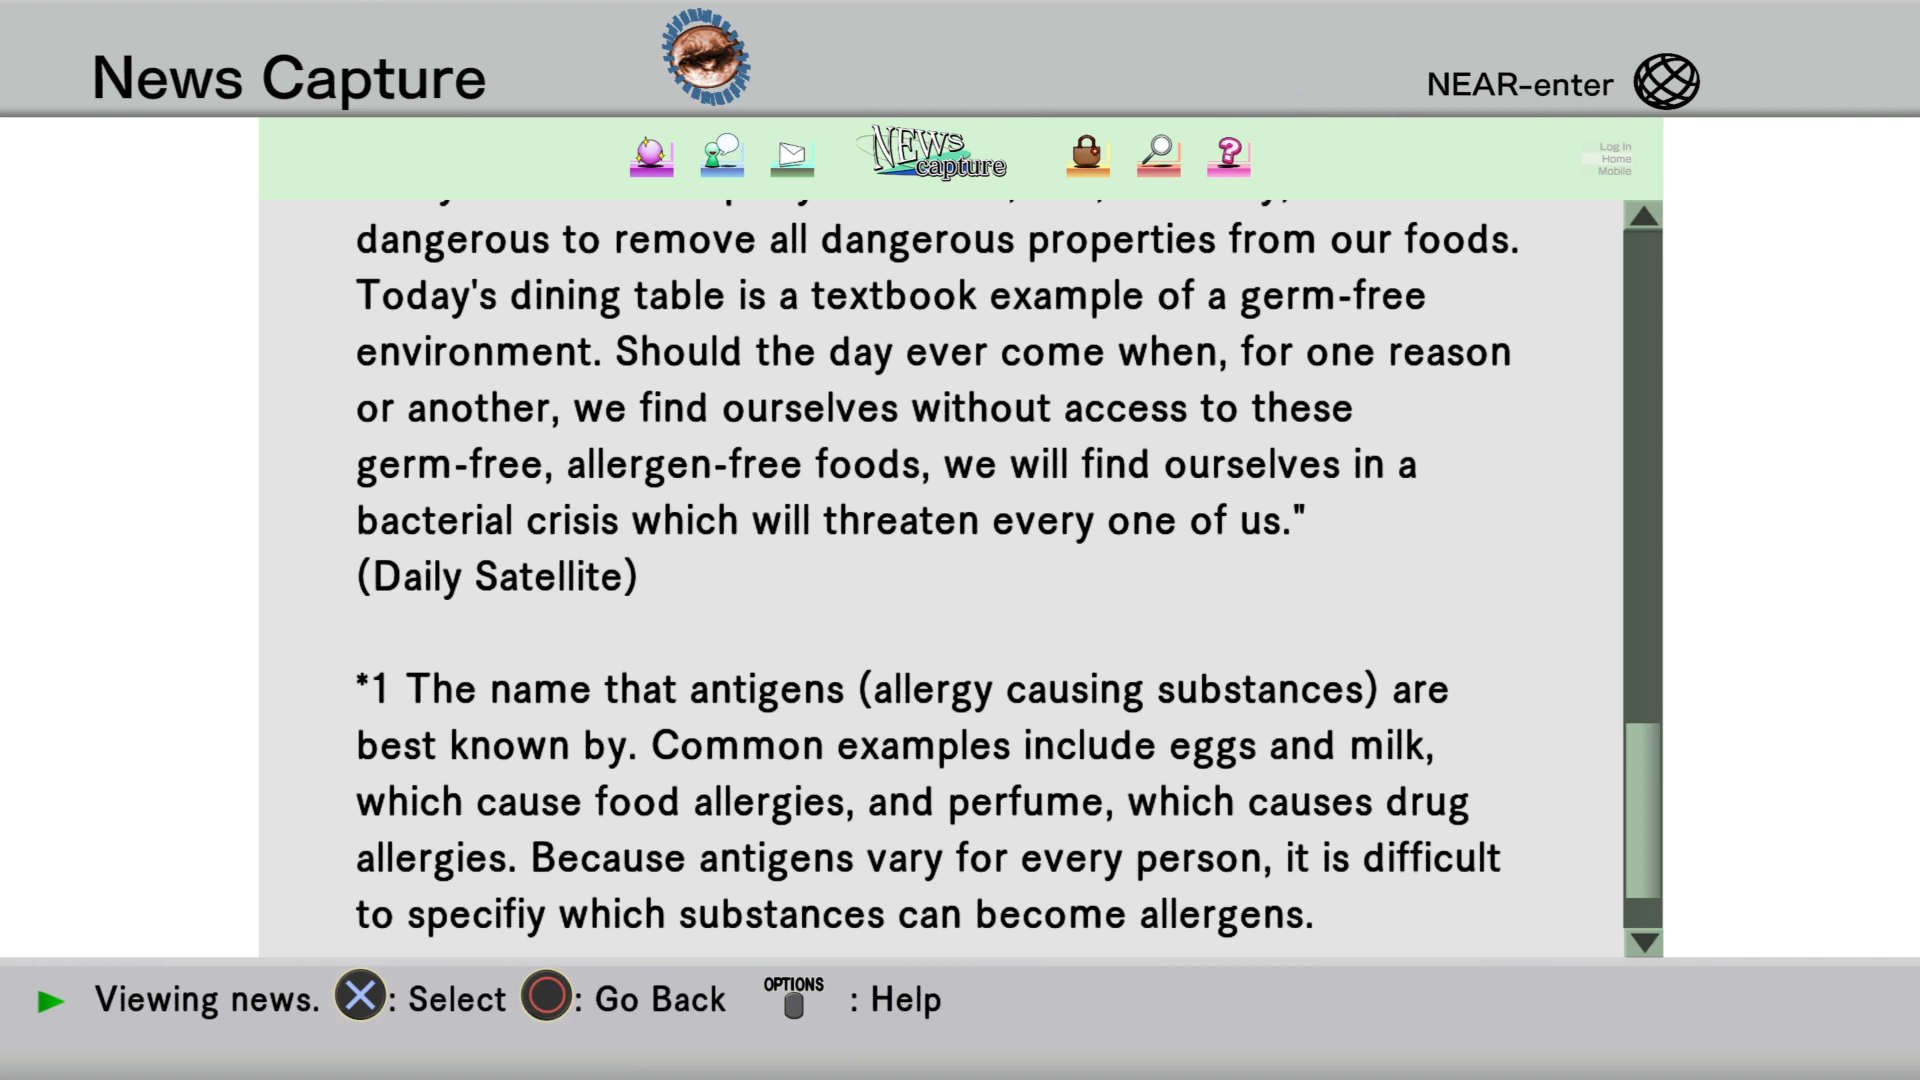 News Capture
NEAR-enter
NEWS
capture
Log In
Home
Mobile
dangerous to remove all dangerous properties from our foods.
Today's dining table is a textbook example of a germ-free
environment. Should the day ever come when, for one reason
or another, we find ourselves without access to these
germ-free, allergen-free foods, we will find ourselves in a
bacterial crisis which will threaten every one of us."
(Daily Satellite)
*1 The name that antigens (allergy causing substances) are
best known by. Common examples include eggs and milk,
which cause food allergies, and perfume, which causes drug
allergies. Because antigens vary for every person, it is difficult
to specifiy which substances can become allergens.
Viewing news. : Select : Go Back OPTIONS : Help